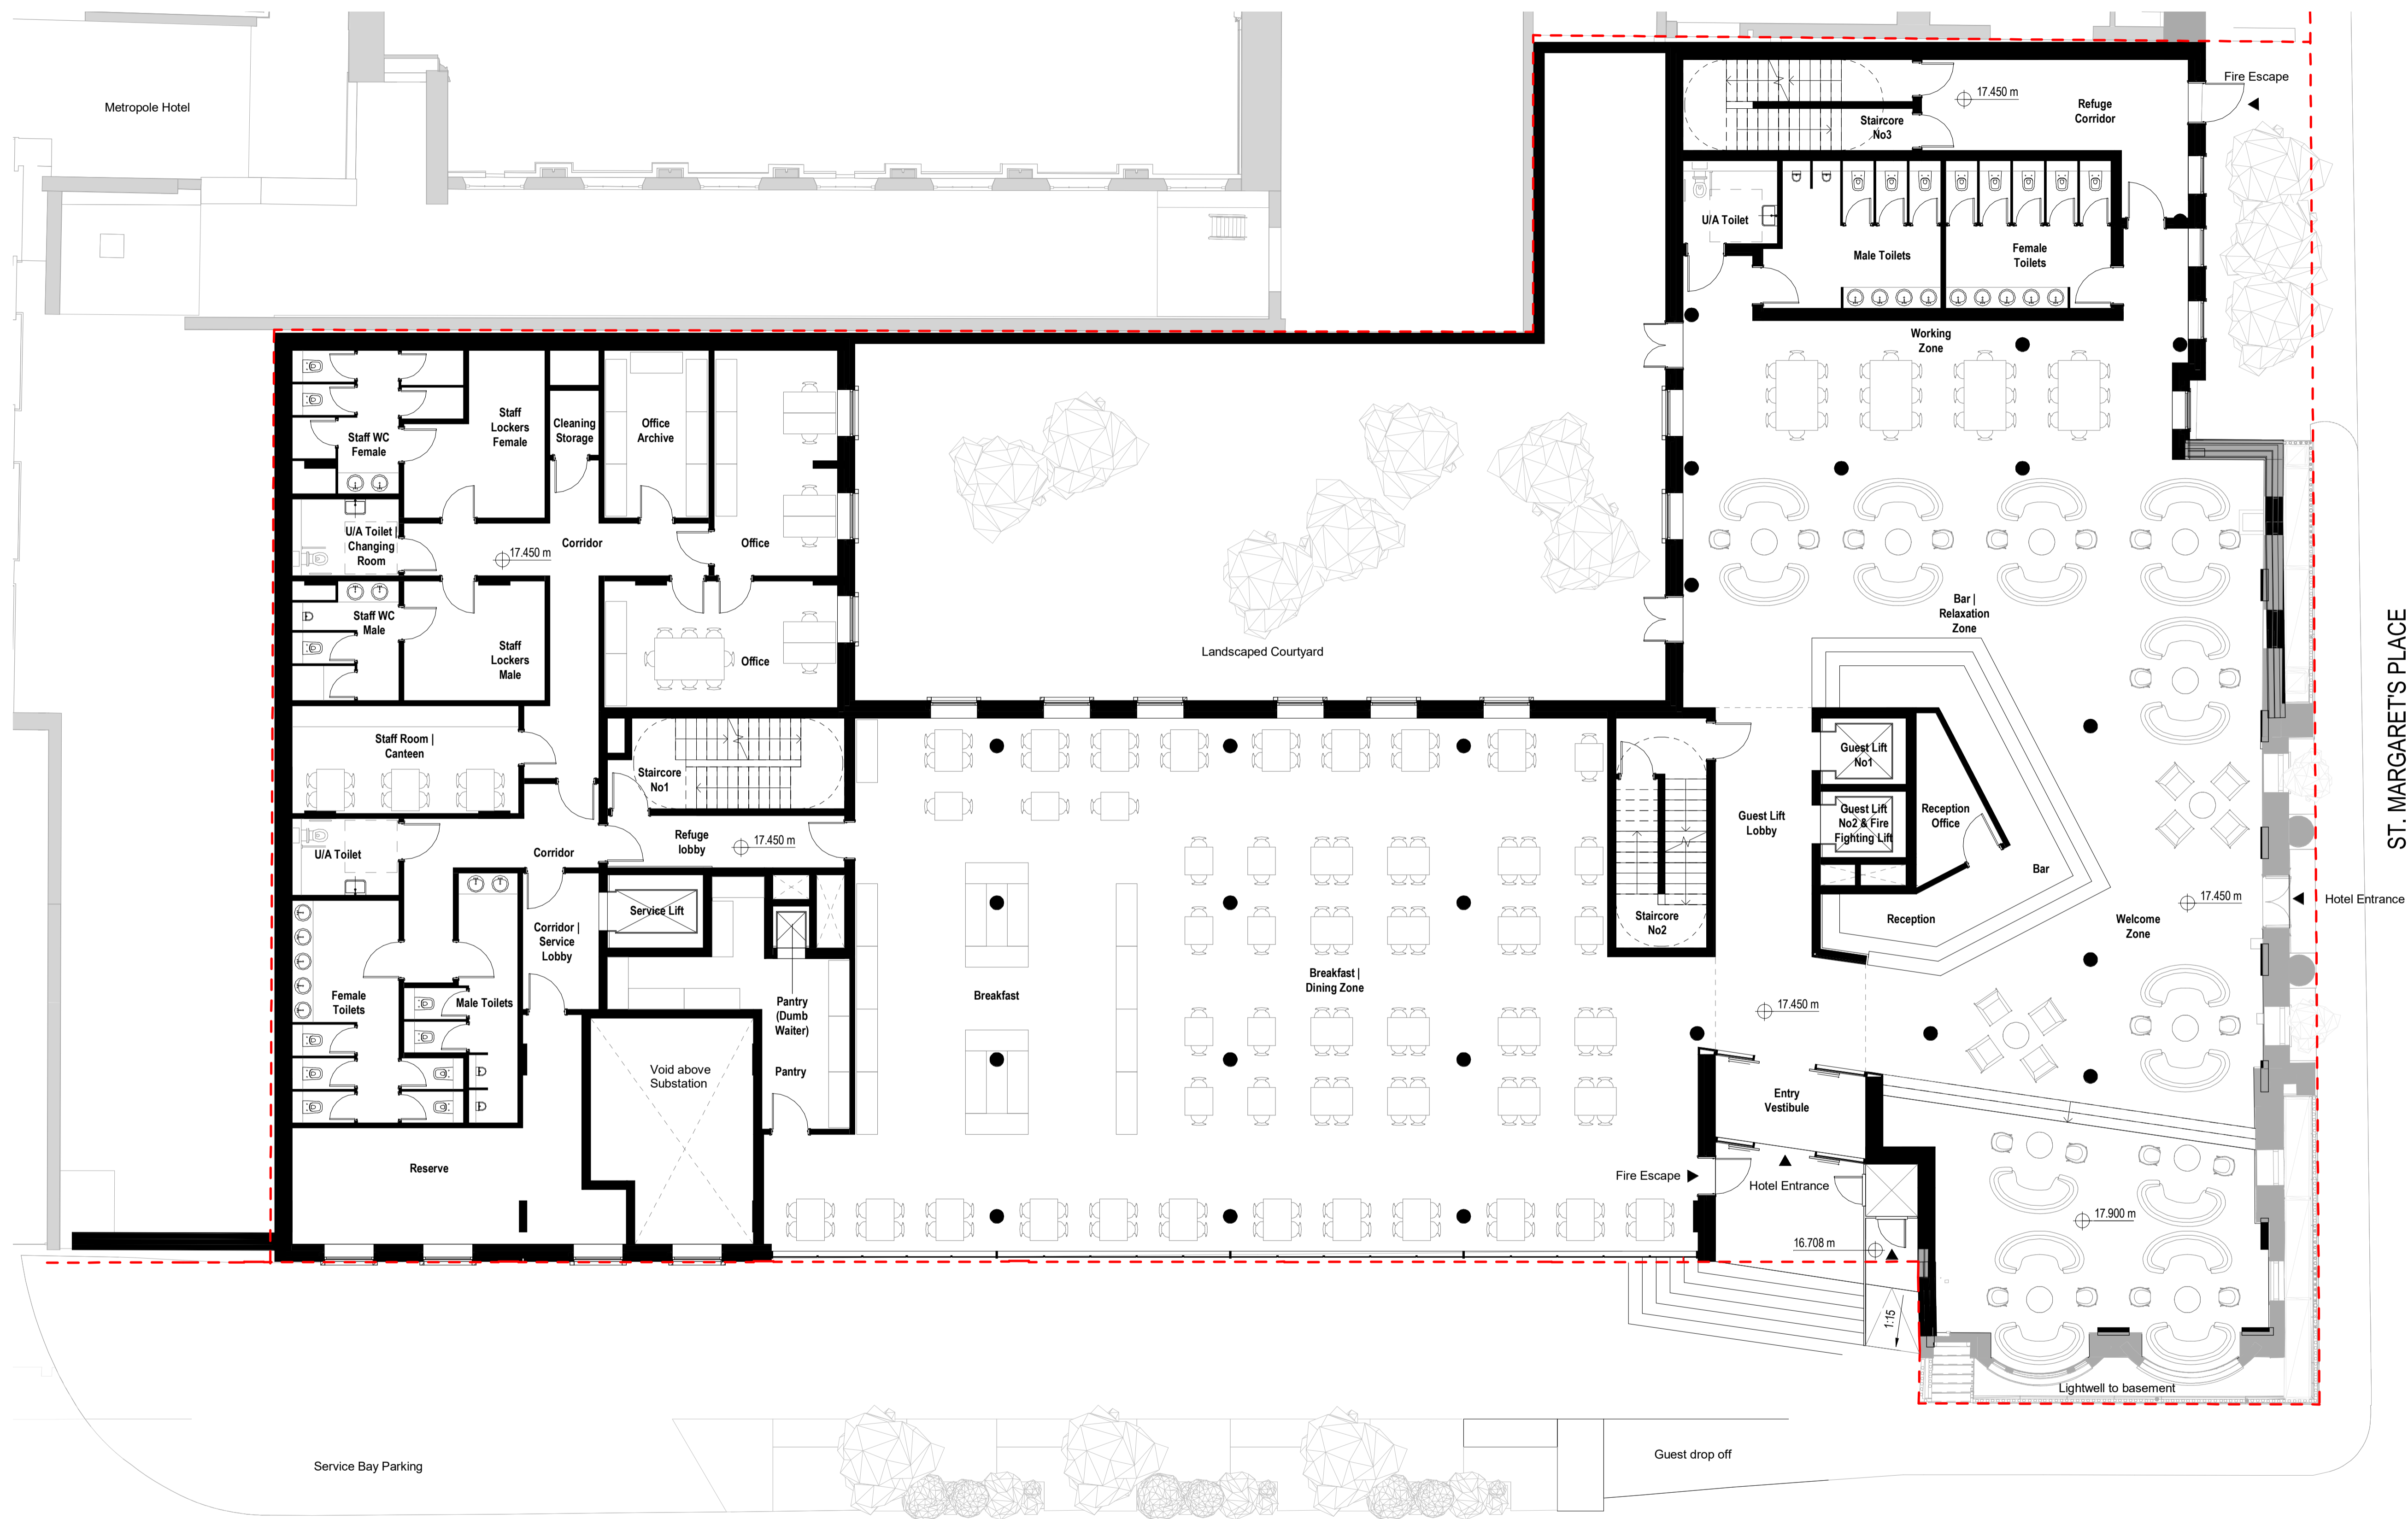 Metropole Hotel
Fire Escape
17.450 m
Refuge
Corridor
Staircore
No3
U/A Toilet
Male Toilets
Female
Toilets
Working
Zone
Staff
Lockers
Female
Cleaning
Storage
Office
Archive
Staff WC
Female
U/A Toilet |
Changing
Room
17.450 m
Corridor
Office
Staff WC
Male
Staff
Lockers
Male
Office
Landscaped Courtyard
Bar |
Relaxation
Zone
ST. MARGARET'S PLACE
Staff Room |
Canteen
Staircore
No1
Guest Lift
No1
Guest Lift
No2 & Fire
Fighting Lift
Guest Lift
Lobby
Reception
Office
Refuge
lobby
17.450 m
U/A Toilet
Corridor
Bar
Service Lift
Corridor |
Service
Lobby
Staircore
No2
Reception
Welcome
Zone
17.450 m
Hotel Entrance
Breakfast |
Dining Zone
Breakfast
Female
Toilets
Male Toilets
Pantry
(Dumb
Waiter)
17.450 m
Void above
Substation
Pantry
Entry
Vestibule
Reserve
Fire Escape
Hotel Entrance
17.900 m
16.708 m
1:15
Lightwell to basement
Service Bay Parking
Guest drop off